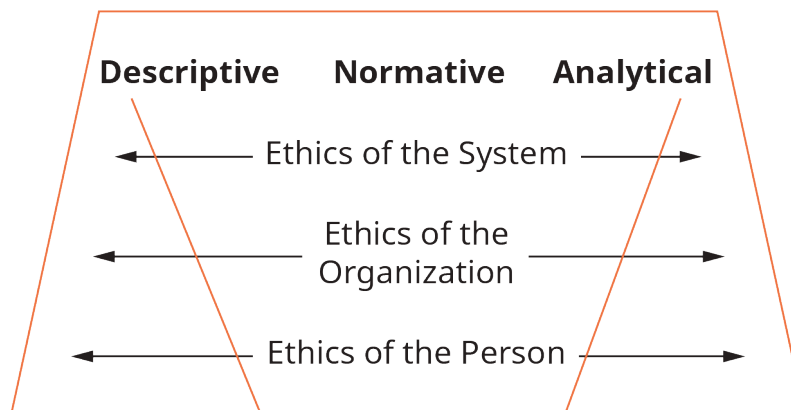 Descriptive Normative Analytical
Ethics of the System
Ethics of the
Organization
Ethics of the Person